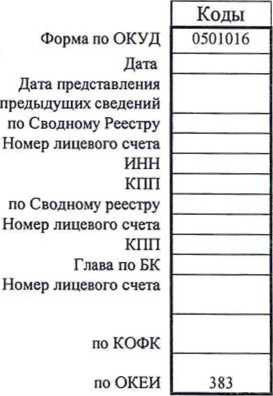 Коды
Форма по ОКУД 0501016
Дата
Дата представления
предыдущих сведений
по Сводному Реестру
Номер лицевого счета
ИНН
КПП
по Сводному реестру
Номер лицевого счета
КПП
Глава по БК
Номер лицевого счета
по КОФК
по ОКЕИ 383